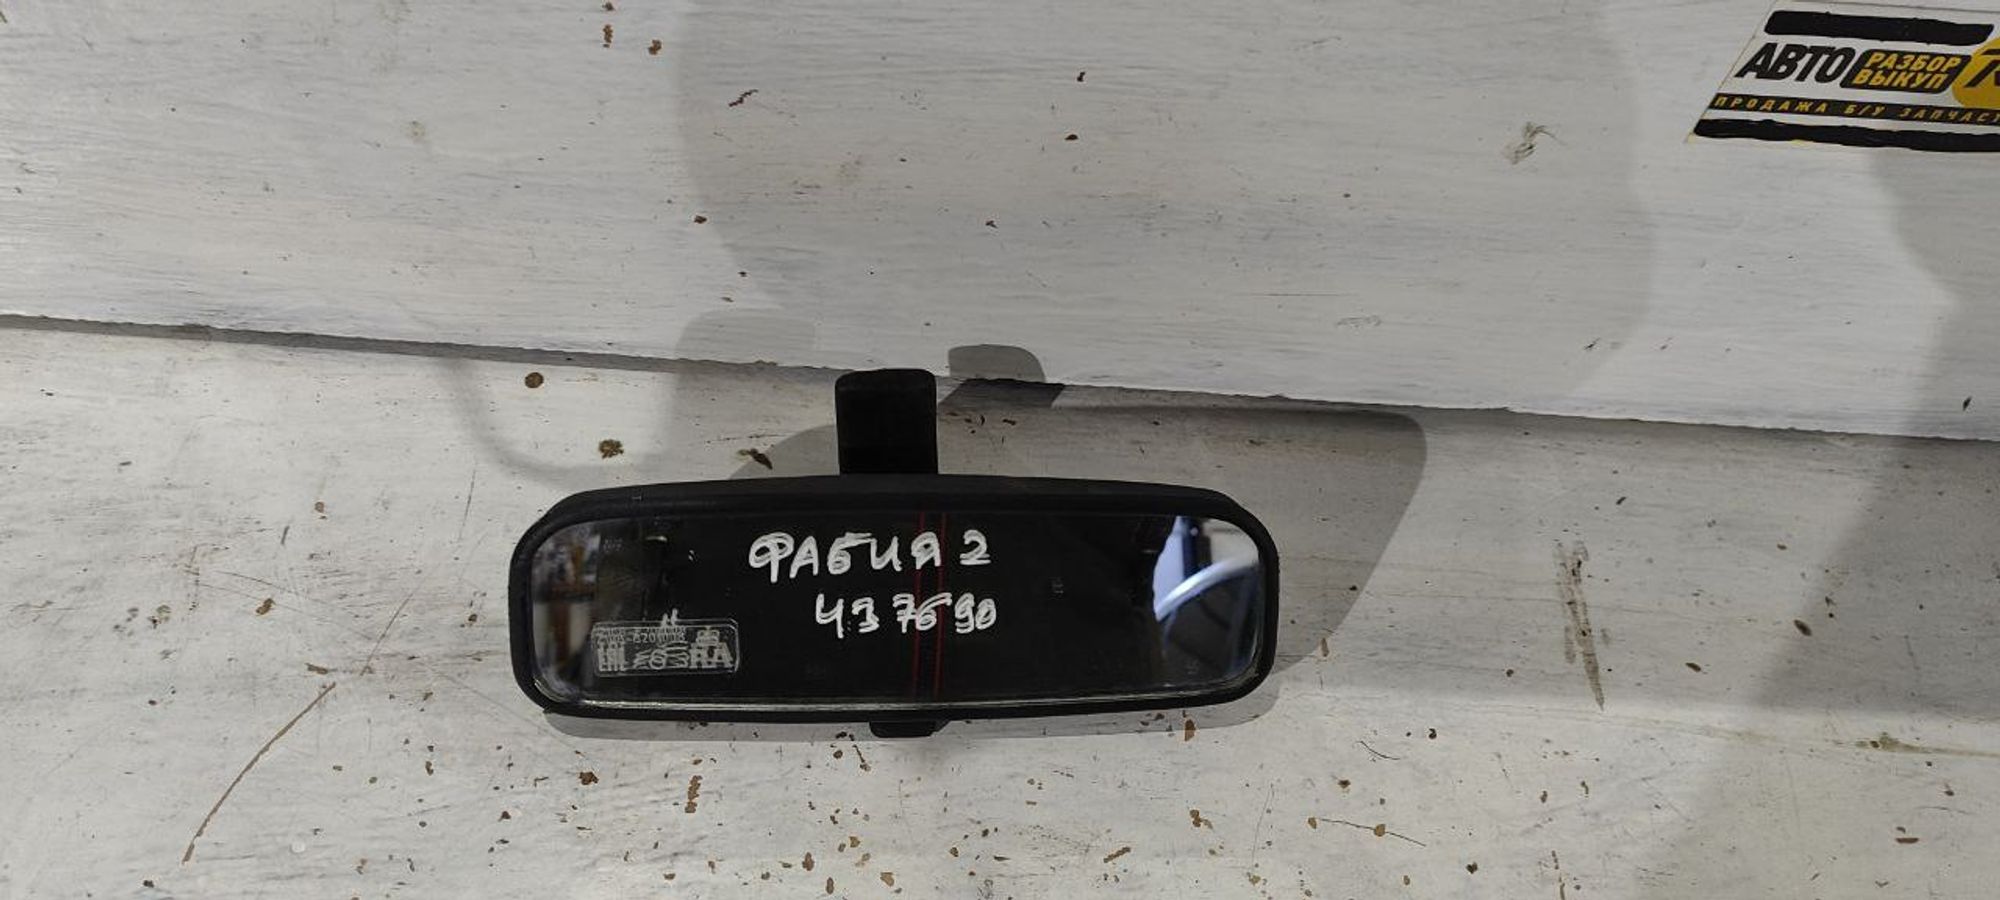 АВТО РАЗБОР ВЫКУП
ПРОДАЖА Б/У ЗАПЧАСТ
ФАБИЯ 2
437690